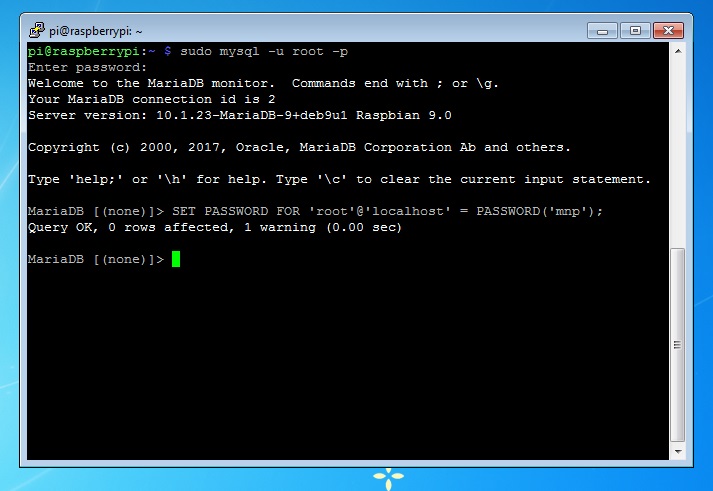 pi@raspberrypi: ~
pi@raspberrypi:~ $ sudo mysql -u root -p
Enter password:
Welcome to the MariaDB monitor.  Commands end with ; or \g.
Your MariaDB connection id is 2
Server version: 10.1.23-MariaDB-9+deb9u1 Raspbian 9.0
Copyright (c) 2000, 2017, Oracle, MariaDB Corporation Ab and others.
Type 'help;' or '\h' for help. Type '\c' to clear the current input statement.
MariaDB [(none)]> SET PASSWORD FOR 'root'@'localhost' = PASSWORD('mnp');
Query OK, 0 rows affected, 1 warning (0.00 sec)
MariaDB [(none)]>